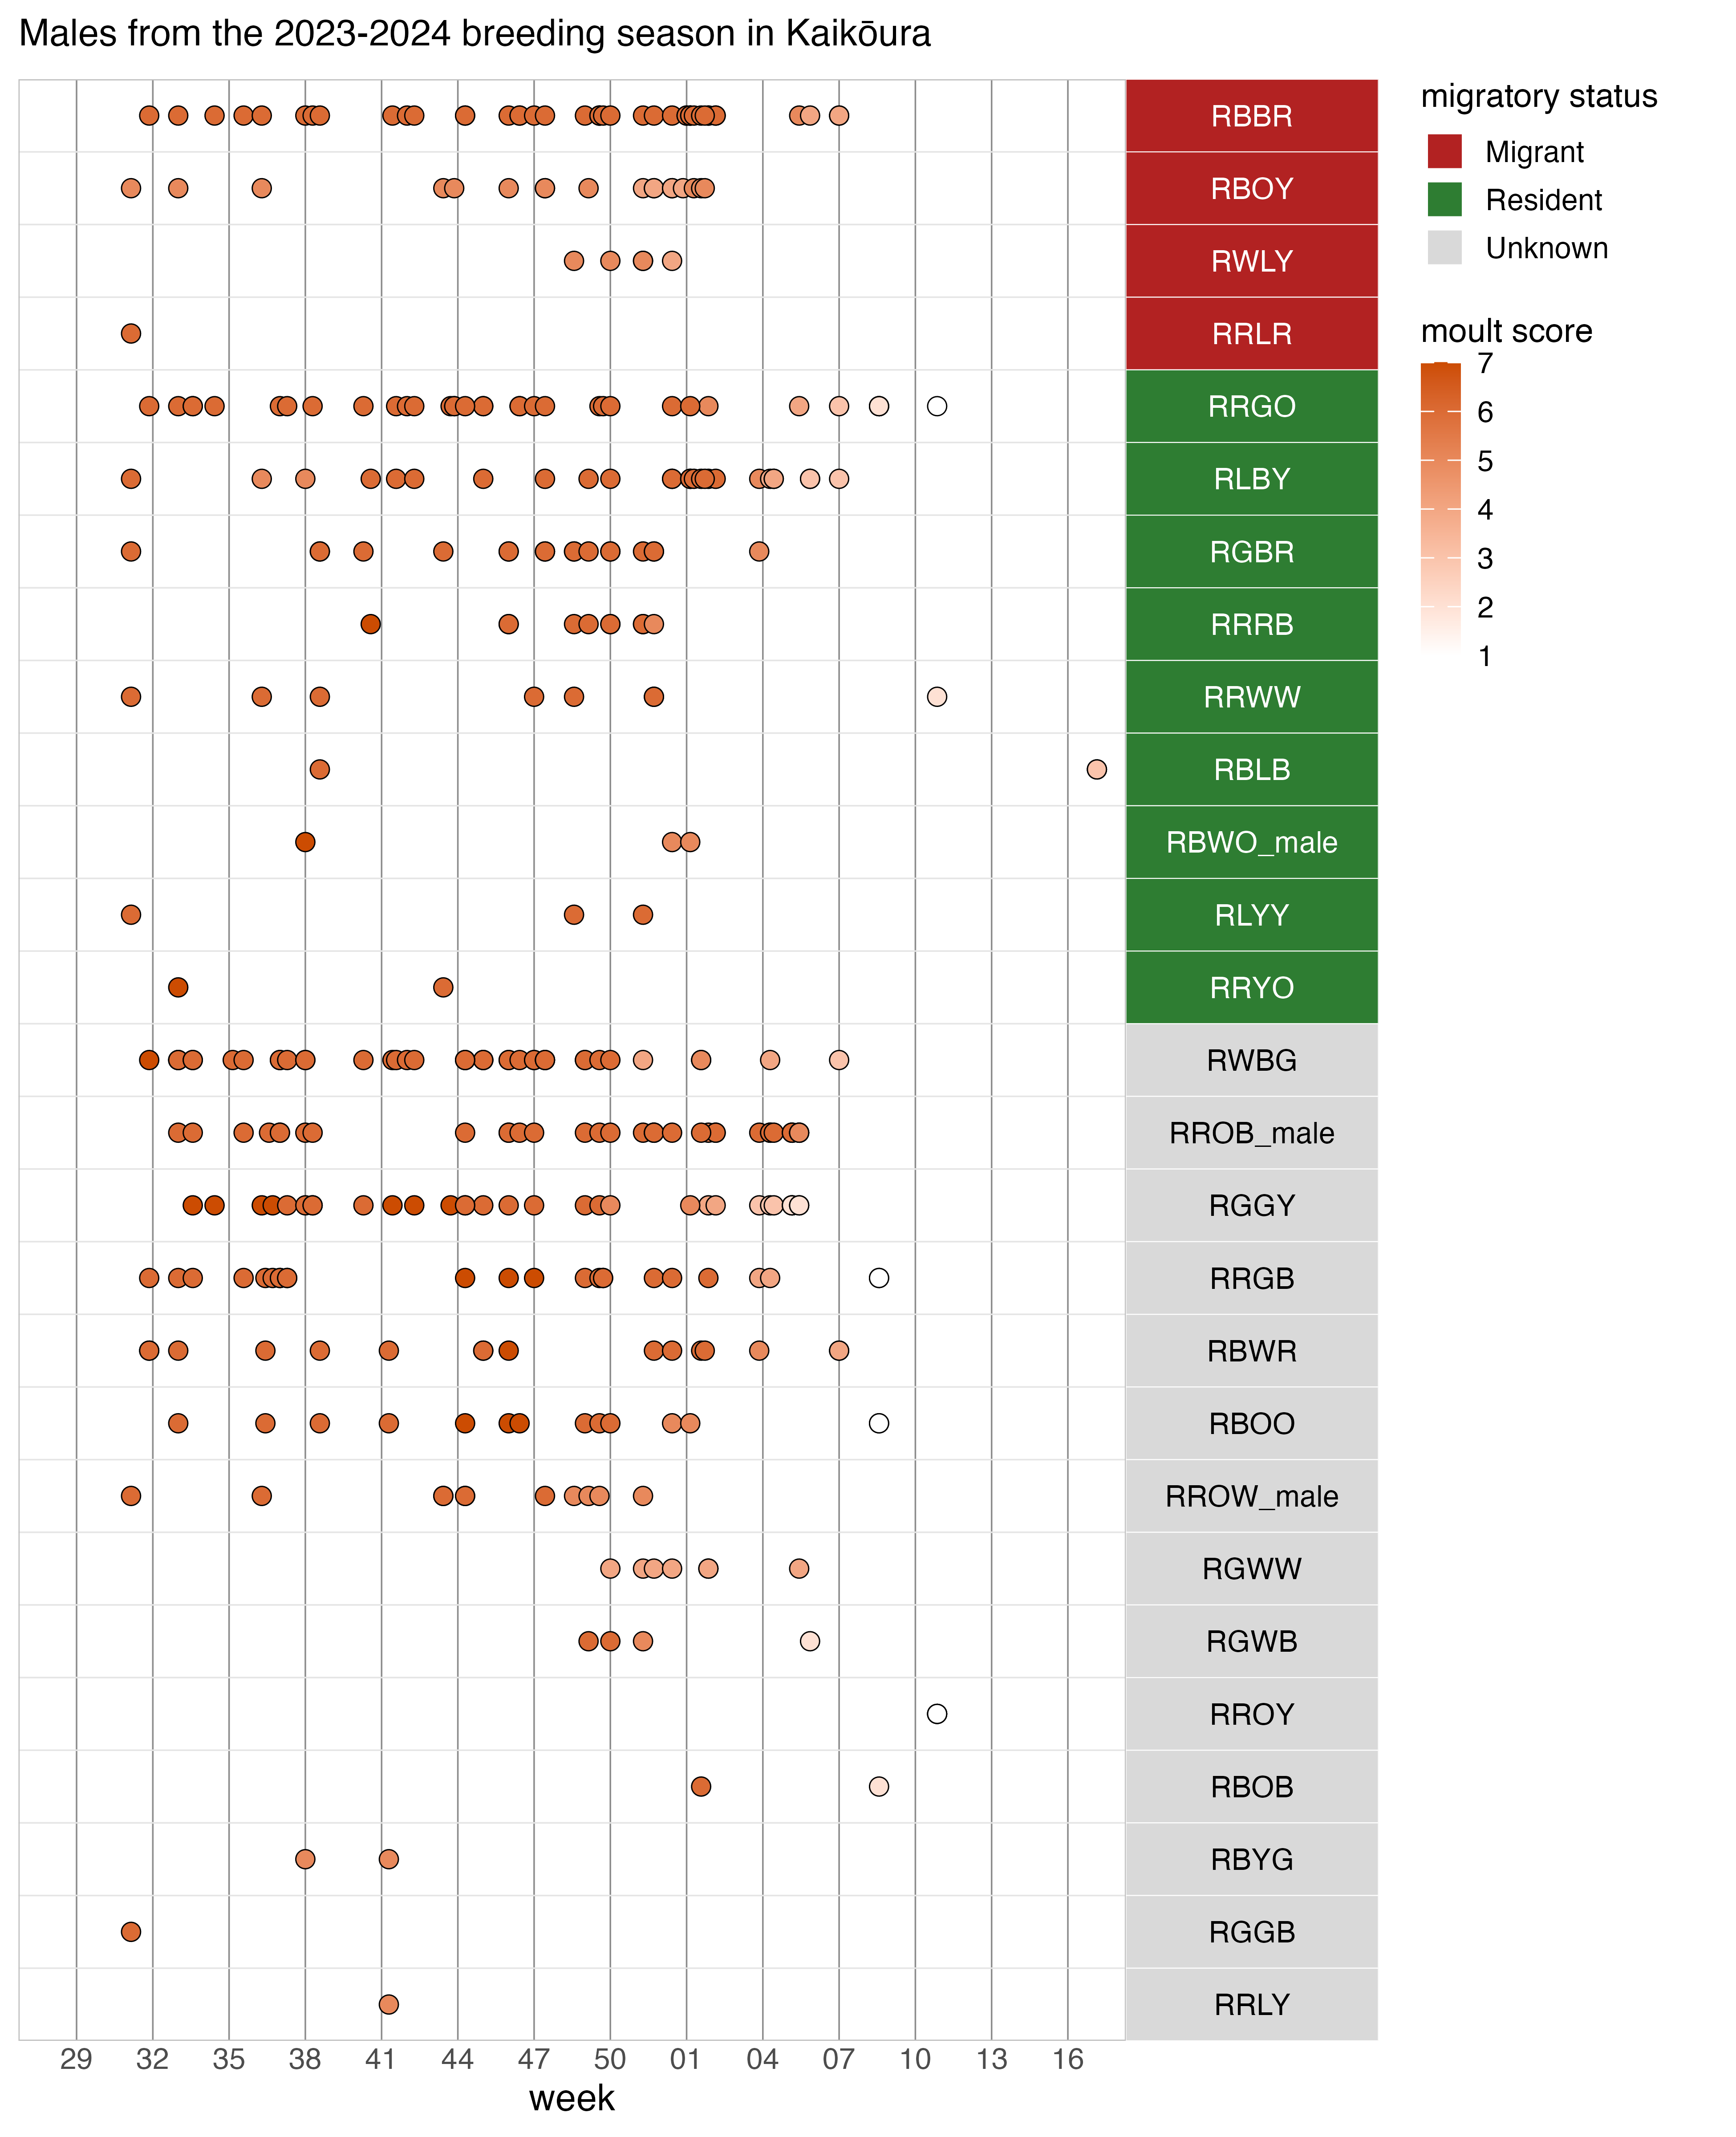 Males from the 2023-2024 breeding season in Kaikōura
RBBR
RBOY
RWLY
RRLR
RRGO
RLBY
RGBR
RRRB
RRWW
RBLB
RBWO_male
RLYY
RRYO
RWBG
RROB_male
RGGY
RRGB
RBWR
RBOO
RROW_male
RGWW
RGWB
RROY
RBOB
RBYG
RGGB
RRLY
29 32 35 38 41 44 47 50 01 04 07 10 13 16
week
migratory status
Migrant
Resident
Unknown
moult score
7
6
5
4
3
2
1